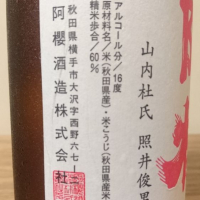 山内杜氏 照井俊男
アルコール分/16度
原材料名/米(秋田県産)・米こうじ(秋田県産米
精米歩合/60%
秋田県横手市大沢字西野六七一
阿櫻酒造株式会社